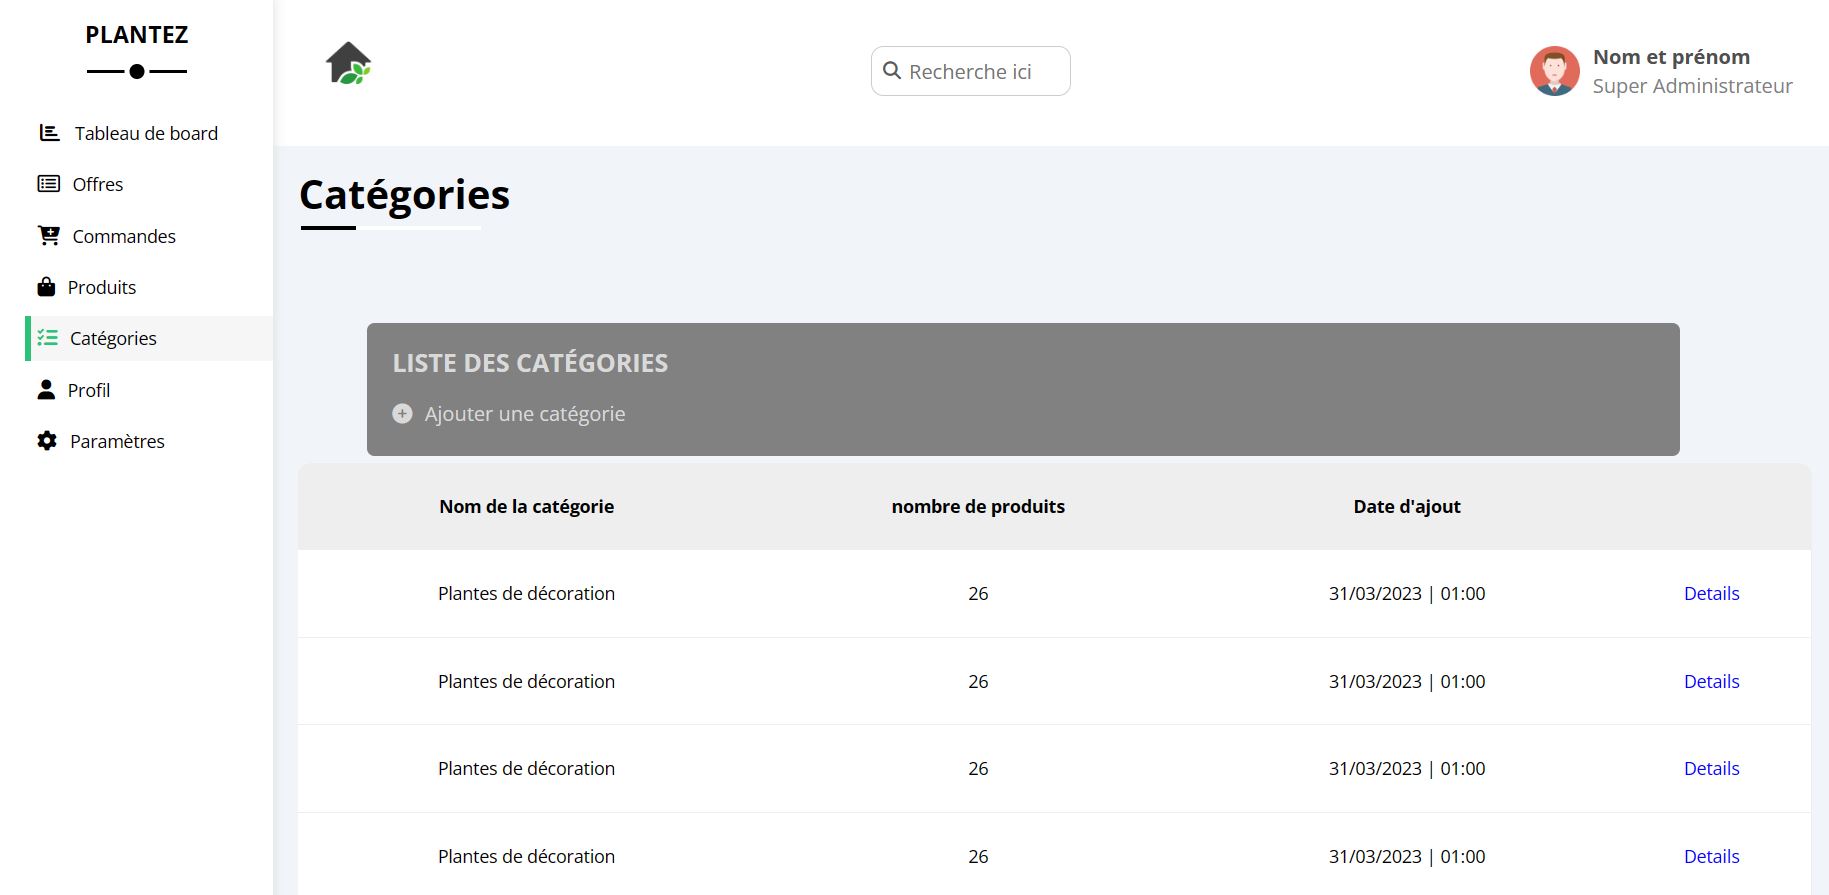 PLANTEZ
Tableau de board
Offres
Commandes
Produits
Catégories
Profil
Paramètres
Recherche ici
Nom et prénom
Super Administrateur
Catégories
LISTE DES CATÉGORIES
Ajouter une catégorie
Nom de la catégorie nombre de produits Date d'ajout
Plantes de décoration 26 31/03/2023 | 01:00 Details
Plantes de décoration 26 31/03/2023 | 01:00 Details
Plantes de décoration 26 31/03/2023 | 01:00 Details
Plantes de décoration 26 31/03/2023 | 01:00 Details